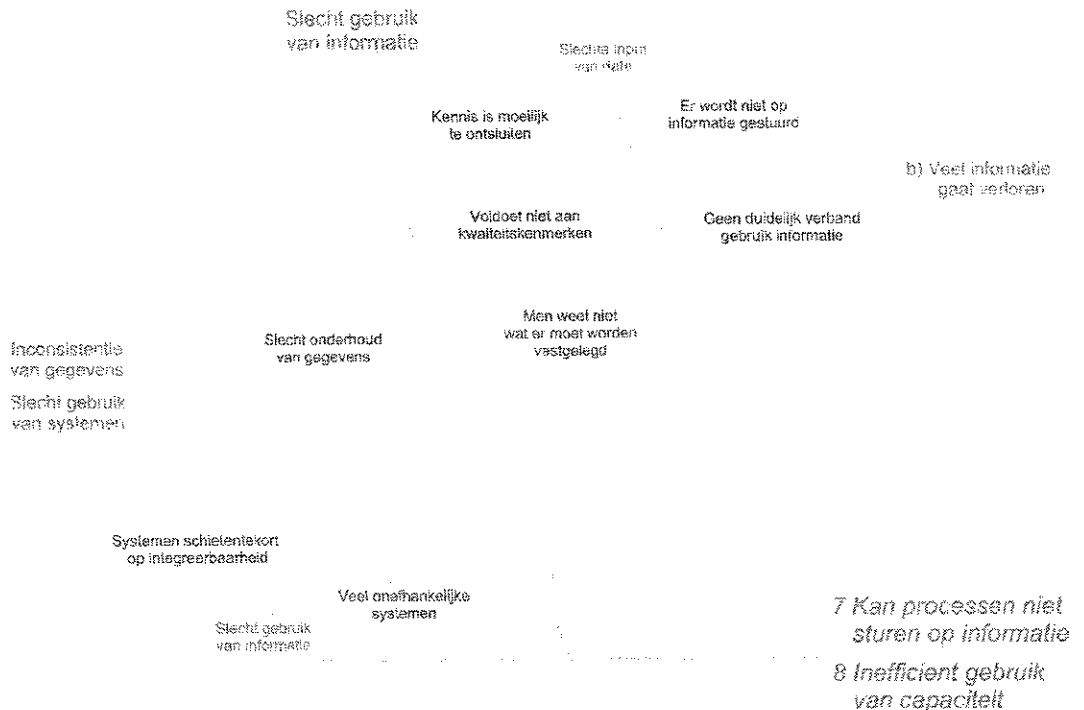 Slecht gebruik
van informatie
Slechte input
van data
Kennis is moeilijk
te ontsluiten
Er wordt niet op
informatie gestuurd
b) Veel informatie
gaat verloren
Voldoet niet aan
kwaliteitskenmerken
Geen duidelijk verband
gebruik informatie
Men weet niet
wat er moet worden
vastgelegd
Slecht onderhoud
van gegevens
Inconsistentie
van gegevens
Slecht gebruik
van systemen
Systemen schietentekort
op integreerbaarheid
Veel onafhankelijke
systemen
Slecht gebruik
van informatie
7 Kan processen niet
sturen op informatie
8 Inefficient gebruik
van capaciteit